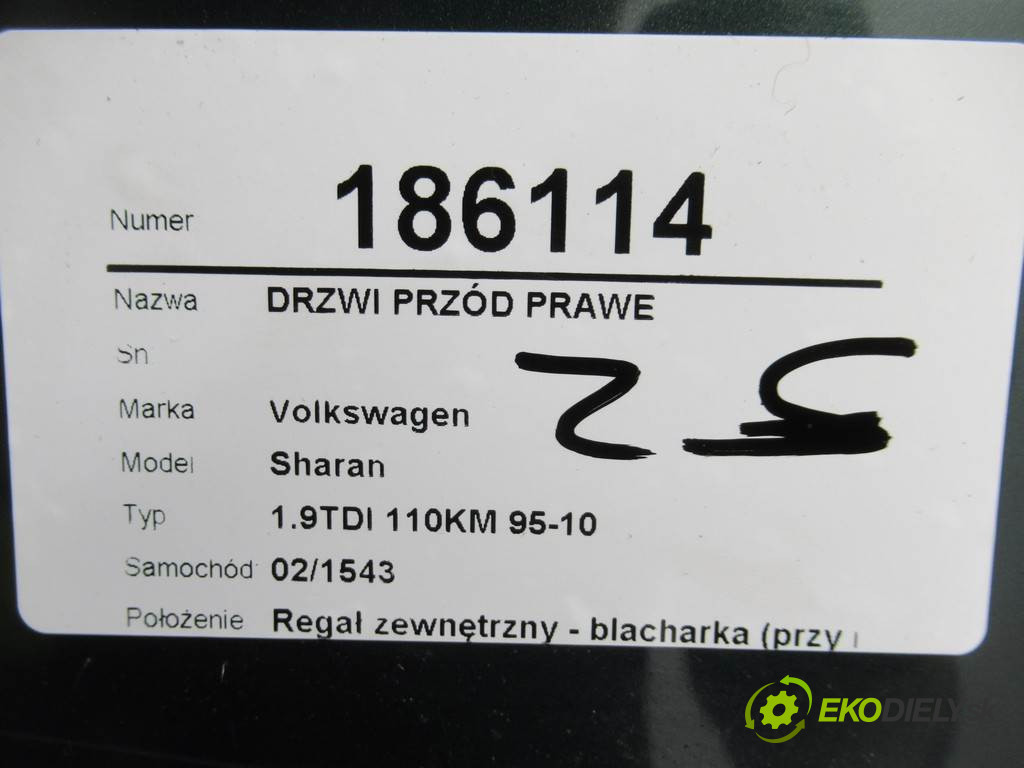 Numer 186114
Nazwa DRZWI PRZÓD PRAWE
Sn
Marka Volkswagen
Model Sharan
Typ 1.9TDI 110KM 95-10
Samochód 02/1543
Położenie Regał zewnętrzny - blacharka (przy
EKODIELY.SK